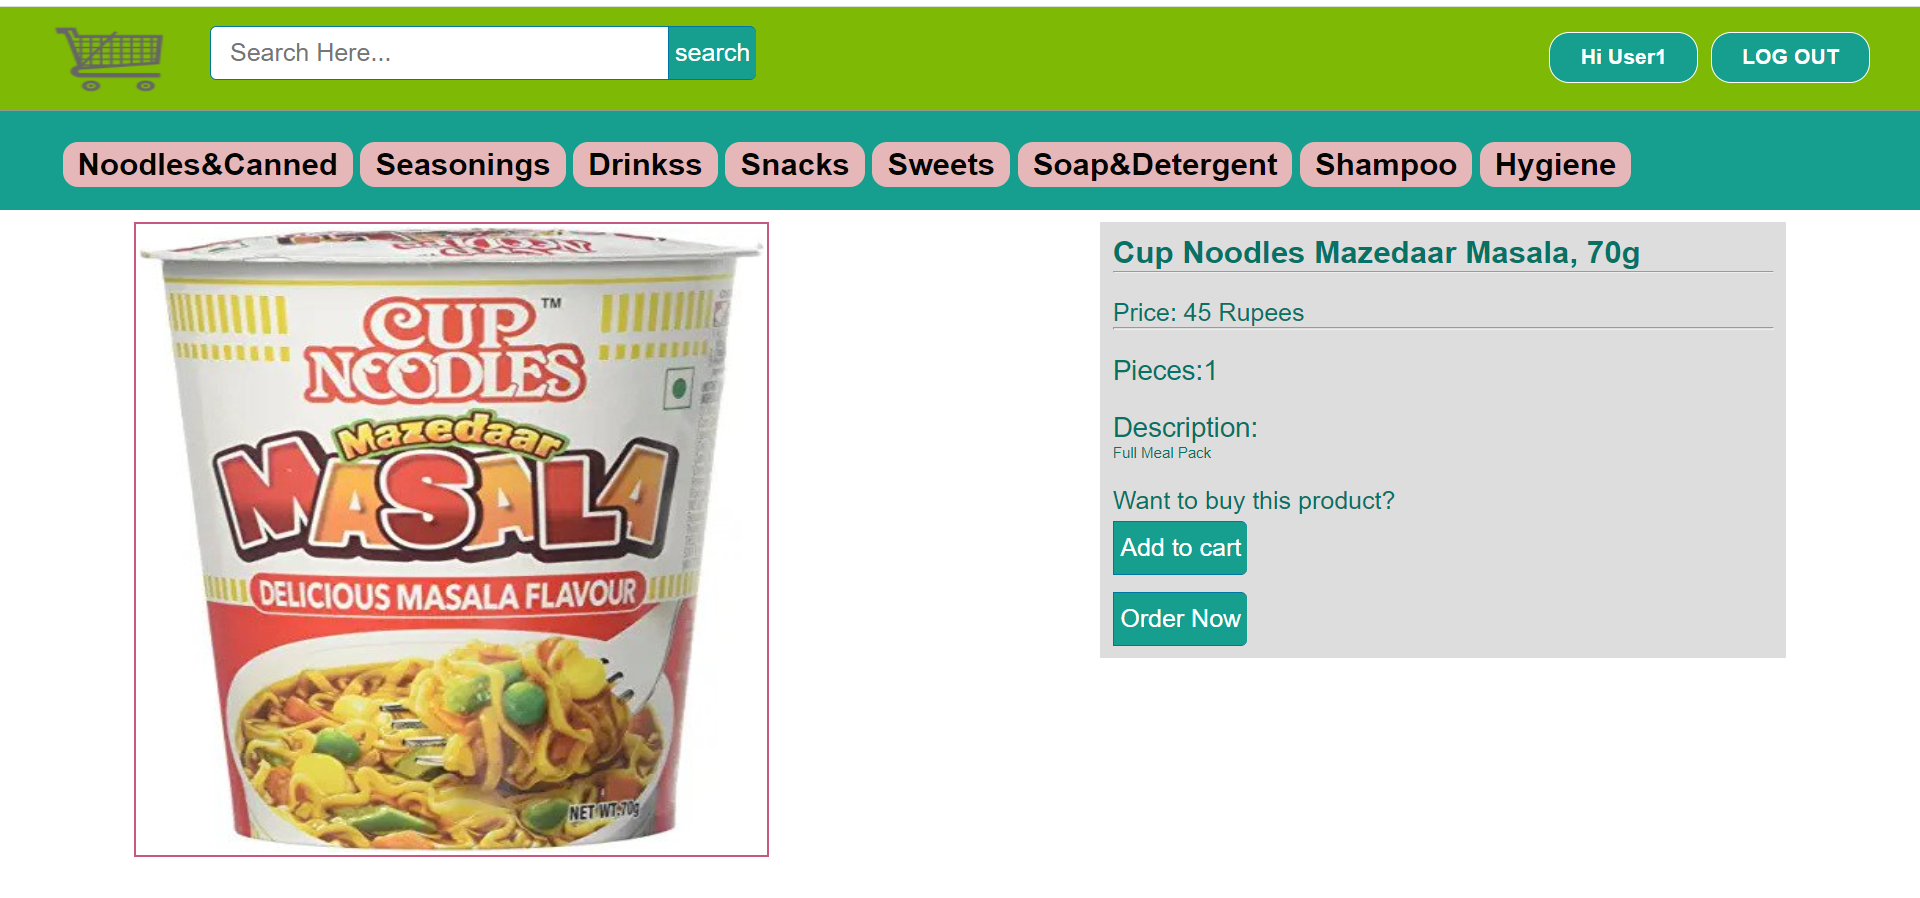 Search Here...
search
Hi User1
LOG OUT
Noodles&Canned
Seasonings
Drinkss
Snacks
Sweets
Soap&Detergent
Shampoo
Hygiene
CUP
NOODLES
™
Mazedaar
MASALA
DELICIOUS MASALA FLAVOUR
NET WT.70g
Cup Noodles Mazedaar Masala, 70g
Price: 45 Rupees
Pieces:1
Description:
Full Meal Pack
Want to buy this product?
Add to cart
Order Now